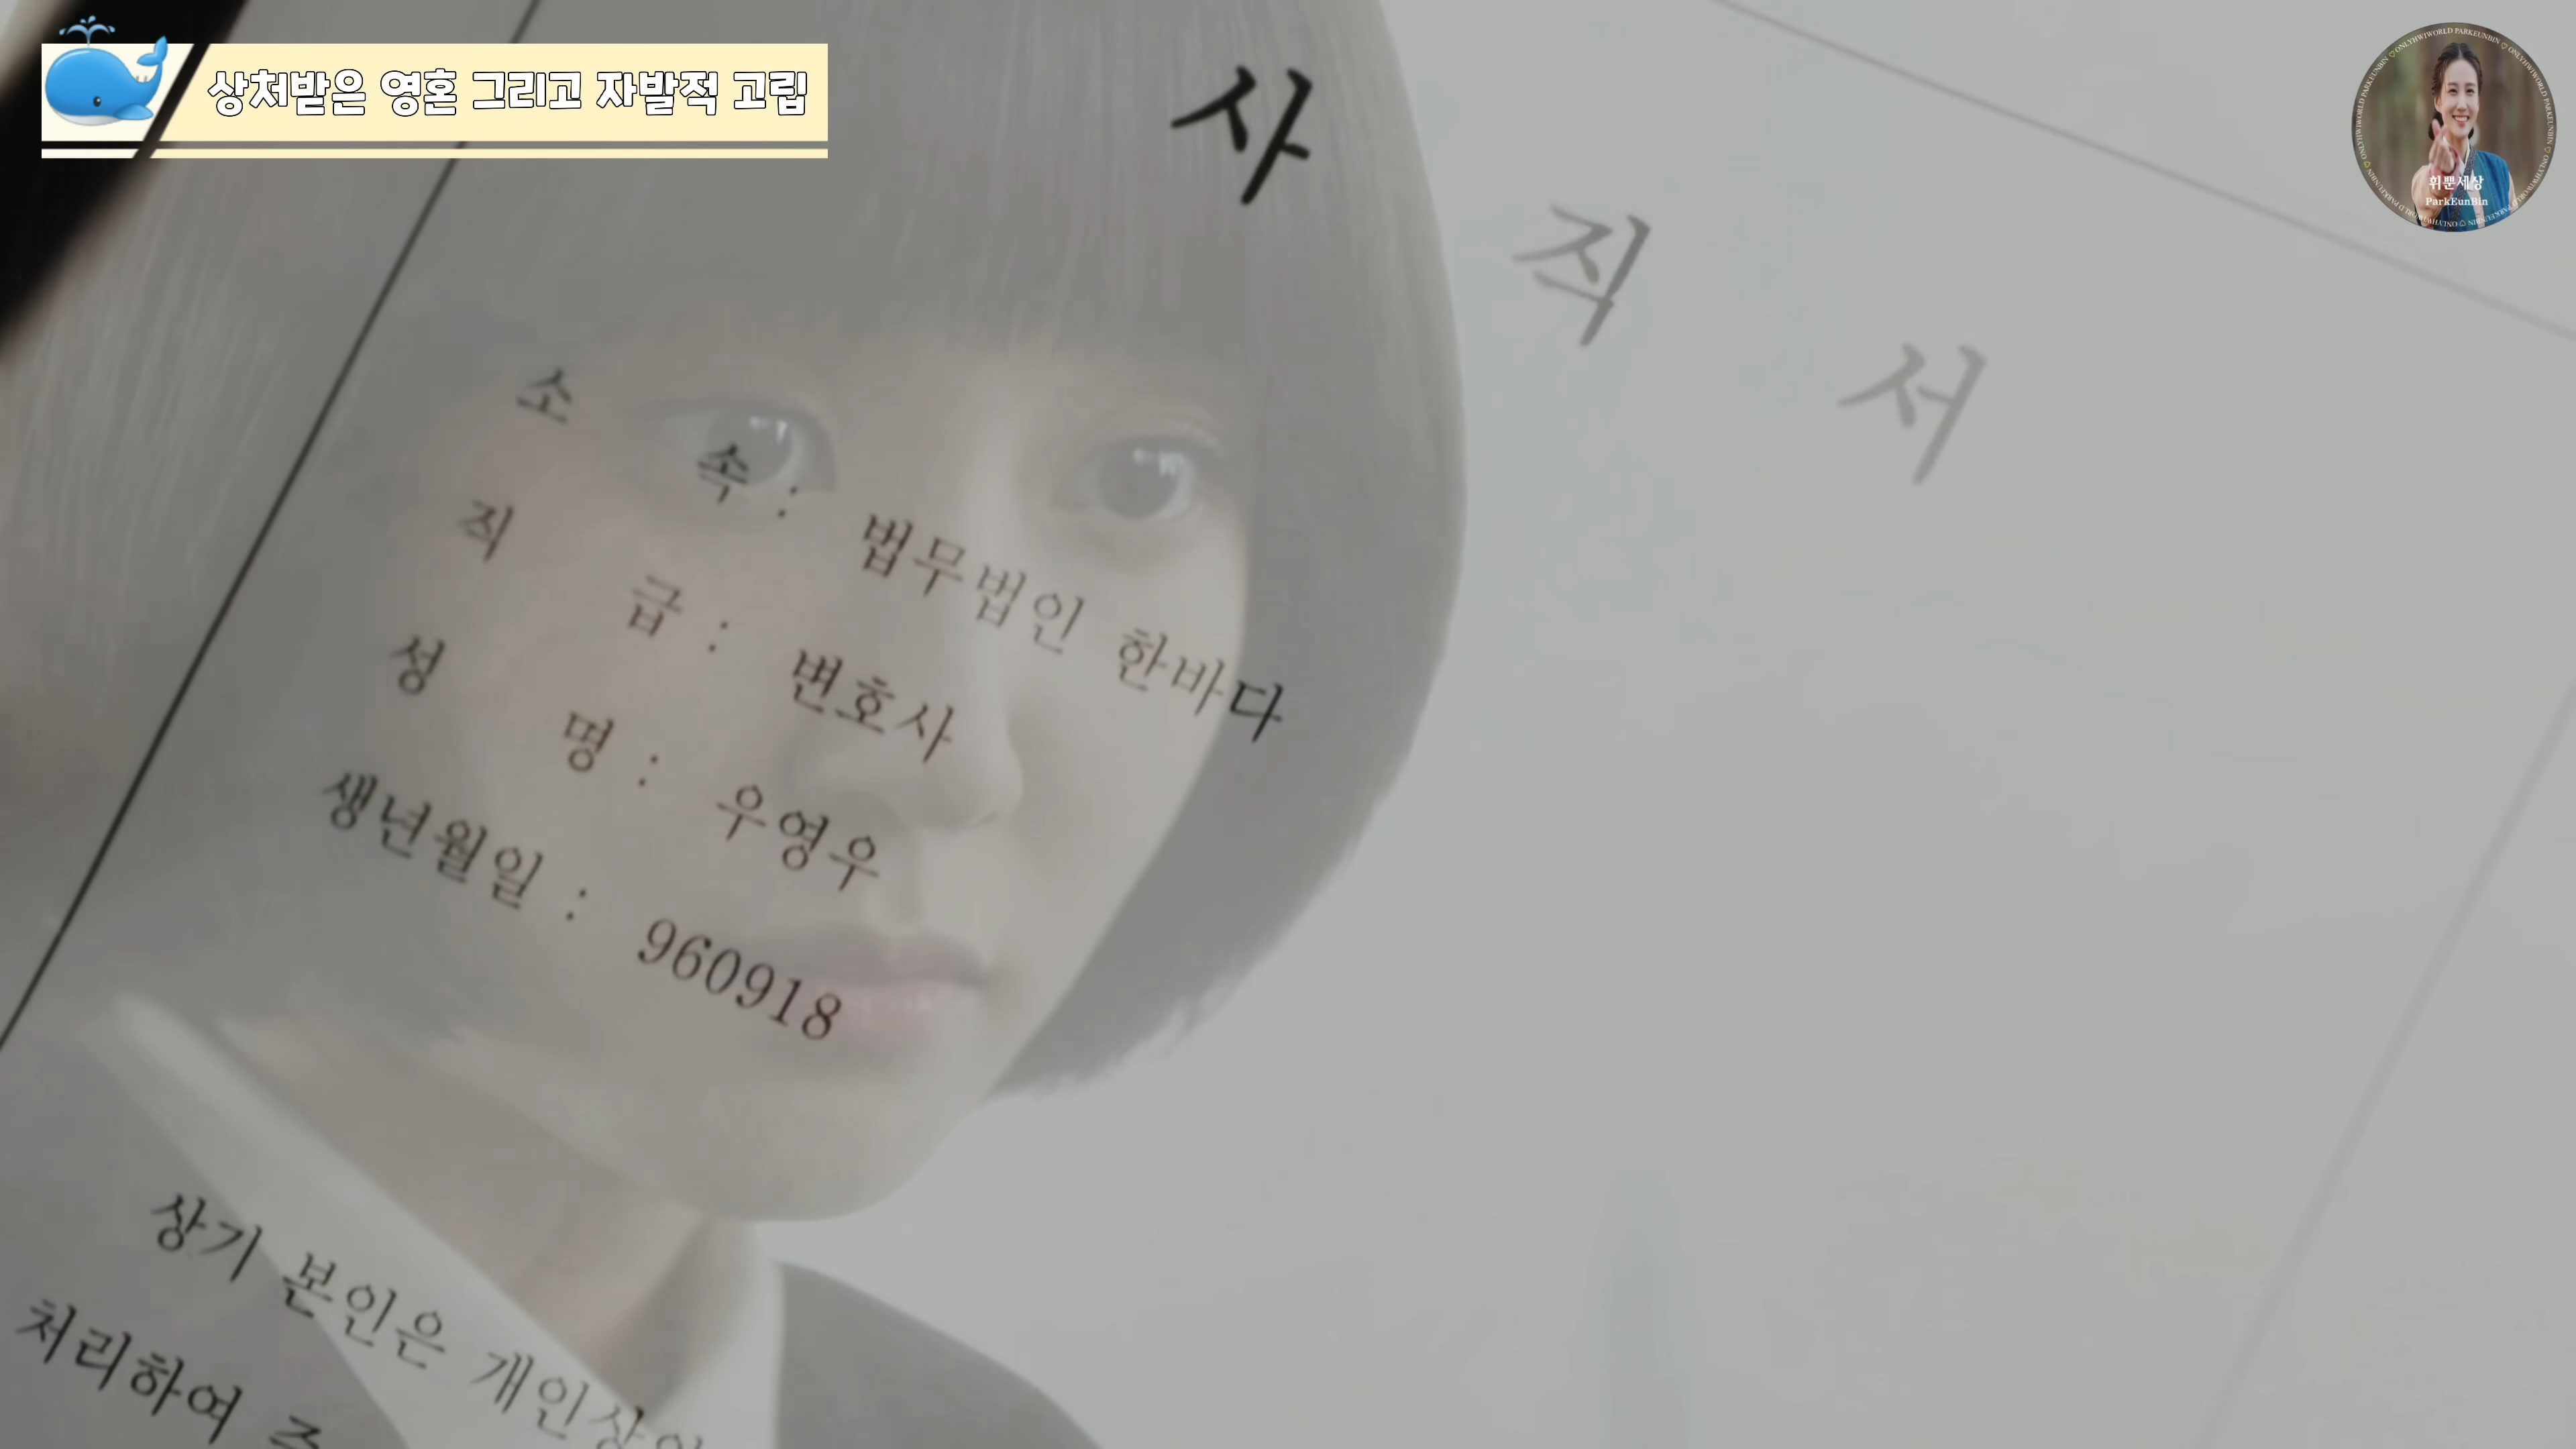 상처받은 영혼 그리고 자발적 고립
휘뿐세상
ParkEunBin
사 직 서
소 속 : 법무법인 한바다
직 급 : 변호사
성 명 : 우영우
생년월일 : 960918
상기 본인은 개인상의
처리하여